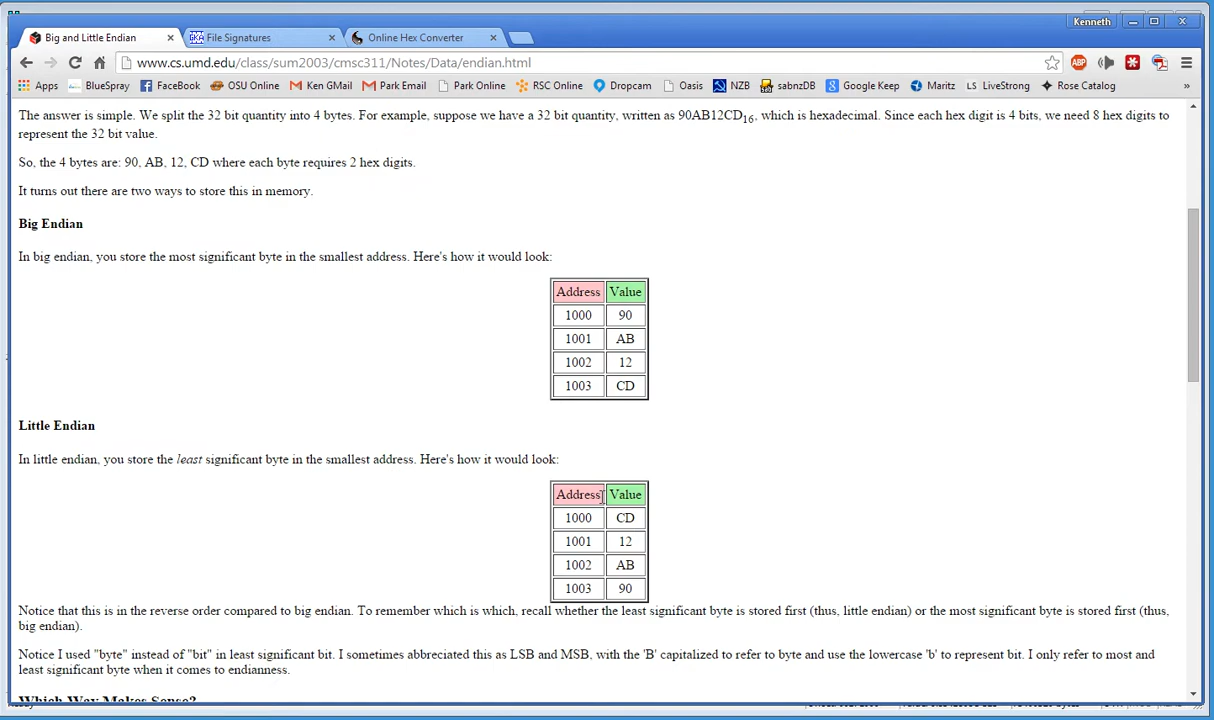 Kenneth
Big and Little Endian
File Signatures
Online Hex Converter
www.cs.umd.edu/class/sum2003/cmsc311/Notes/Data/endian.html
Apps BlueSpray FaceBook OSU Online Ken GMail Park Email Park Online RSC Online Dropcam Oasis NZB sabnzDB Google Keep Maritz LS LiveStrong Rose Catalog »
The answer is simple. We split the 32 bit quantity into 4 bytes. For example, suppose we have a 32 bit quantity, written as 90AB12CD16, which is hexadecimal. Since each hex digit is 4 bits, we need 8 hex digits to
represent the 32 bit value.
So, the 4 bytes are: 90, AB, 12, CD where each byte requires 2 hex digits.
It turns out there are two ways to store this in memory.
Big Endian
In big endian, you store the most significant byte in the smallest address. Here's how it would look:
Address Value
1000 90
1001 AB
1002 12
1003 CD
Little Endian
In little endian, you store the least significant byte in the smallest address. Here's how it would look:
Address Value
1000 CD
1001 12
1002 AB
1003 90
Notice that this is in the reverse order compared to big endian. To remember which is which, recall whether the least significant byte is stored first (thus, little endian) or the most significant byte is stored first (thus,
big endian).
Notice I used "byte" instead of "bit" in least significant bit. I sometimes abbreciated this as LSB and MSB, with the 'B' capitalized to refer to byte and use the lowercase 'b' to represent bit. I only refer to most and
least significant byte when it comes to endianness.
Which Way Makes Sense?